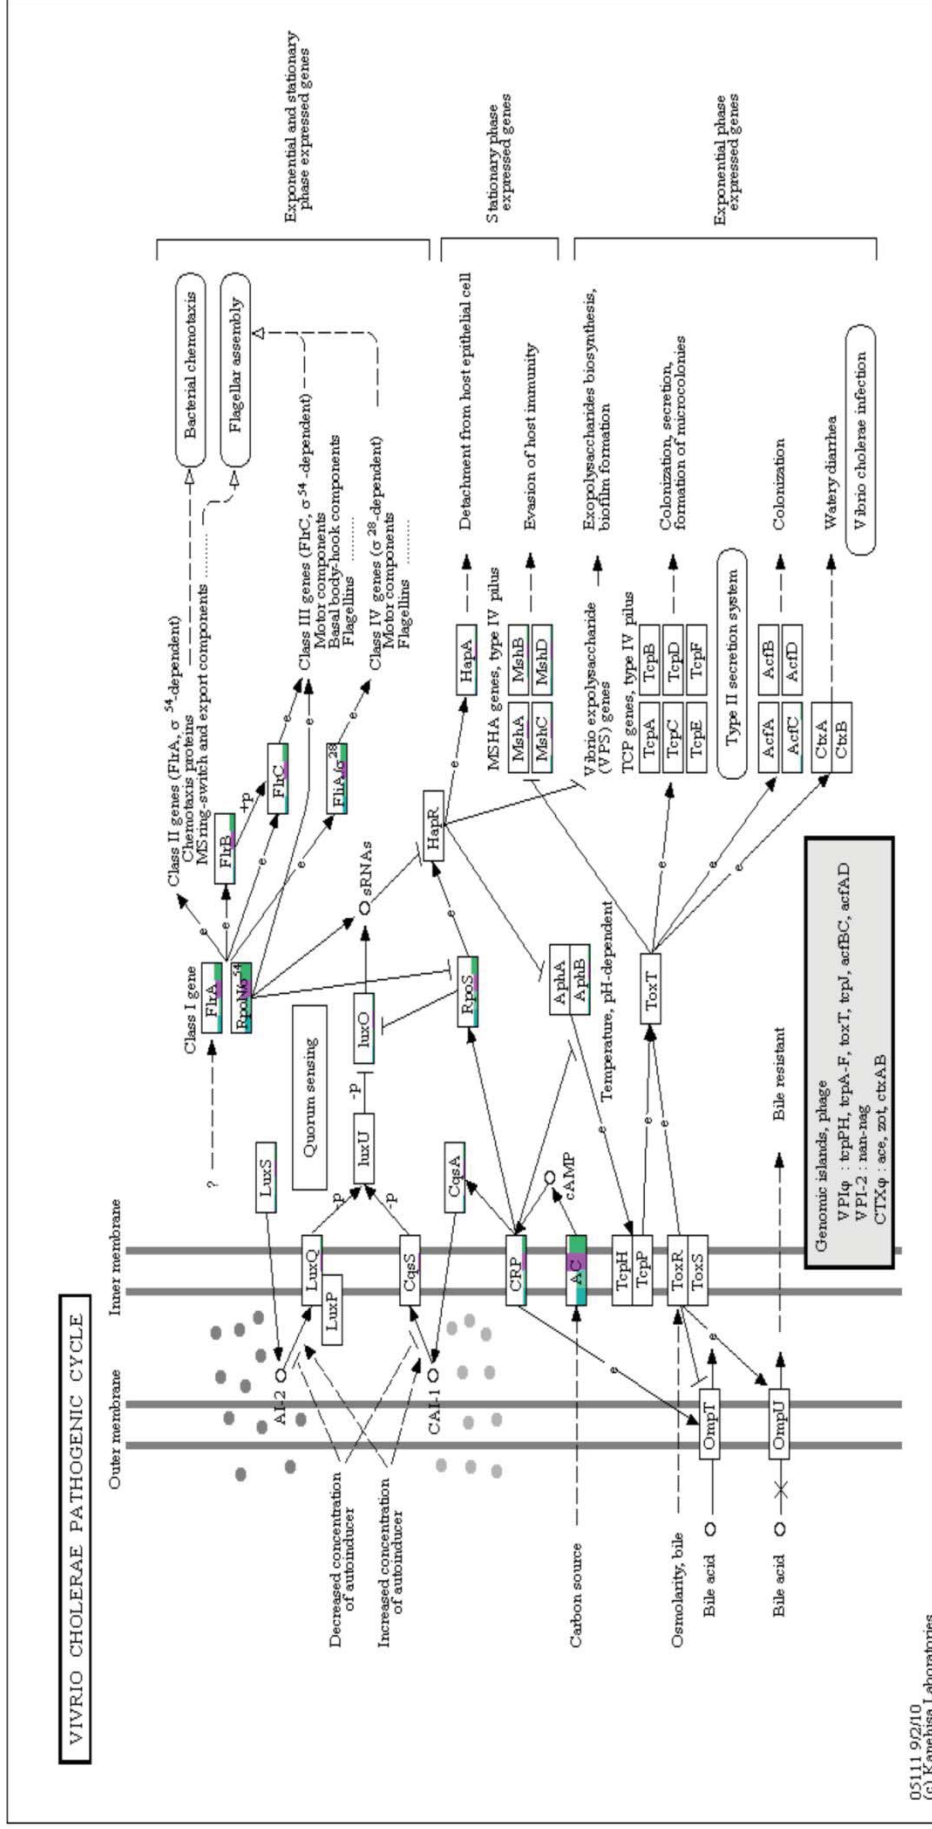 VIVRIO CHOLERAE PATHOGENIC CYCLE
Outer membrane
Inner membrane
?
Class I gene
FlrA
RpoN/σ54
Class II genes (FlrA, σ 54-dependent)
Chemotaxis proteins
MSring-switch and export components ........
Bacterial chemotaxis
Flagellar assembly
FlrB
+p
FlrC
FliA/σ28
e
e
e
e
e
e
Class III genes (FlrC, σ 54 -dependent)
Motor components
Basal body-hook components
Flagellins ........
Class IV genes (σ 28-dependent)
Motor components
Flagellins ........
Exponential and stationary
phase expressed genes
LuxS
AI-2
LuxQ
LuxP
-p
Quorum sensing
luxU
-p
luxO
sRNAs
CqsS
-p
CAI-1
CqsA
Decreased concentration
of autoinducer
Increased concentration
of autoinducer
RpoS
e
HapR
e
HapA
Detachment from host epithelial cell
MSHA genes, type IV pilus
MshA
MshB
MshC
MshD
Evasion of host immunity
Stationary phase
expressed genes
CRP
AC
cAMP
Carbon source
AphA
AphB
Temperature, pH-dependent
e
Vibrio expolysaccharide
(VPS) genes
Exopolysaccharides biosynthesis,
biofilm formation
TcpH
TcpP
ToxR
ToxS
e
e
ToxT
e
e
e
TCP genes, type IV pilus
TcpA
TcpB
TcpC
TcpD
TcpE
TcpF
Colonization, secretion,
formation of microcolonies
Type II secretion system
AcfA
AcfB
AcfC
AcfD
Colonization
CtxA
CtxB
Watery diarrhea
Vibrio cholerae infection
Exponential phase
expressed genes
Osmolarity, bile
Bile acid
OmpT
e
e
Bile acid
OmpU
Bile resistant
Genomic islands, phage
VPIφ : tcpPH, tcpA-F, toxT, tcpJ, acfBC, acfAD
VPI-2 : nan-nag
CTXφ : ace, zot, ctxAB
05111 9/2/10
(c) Kanehisa Laboratories